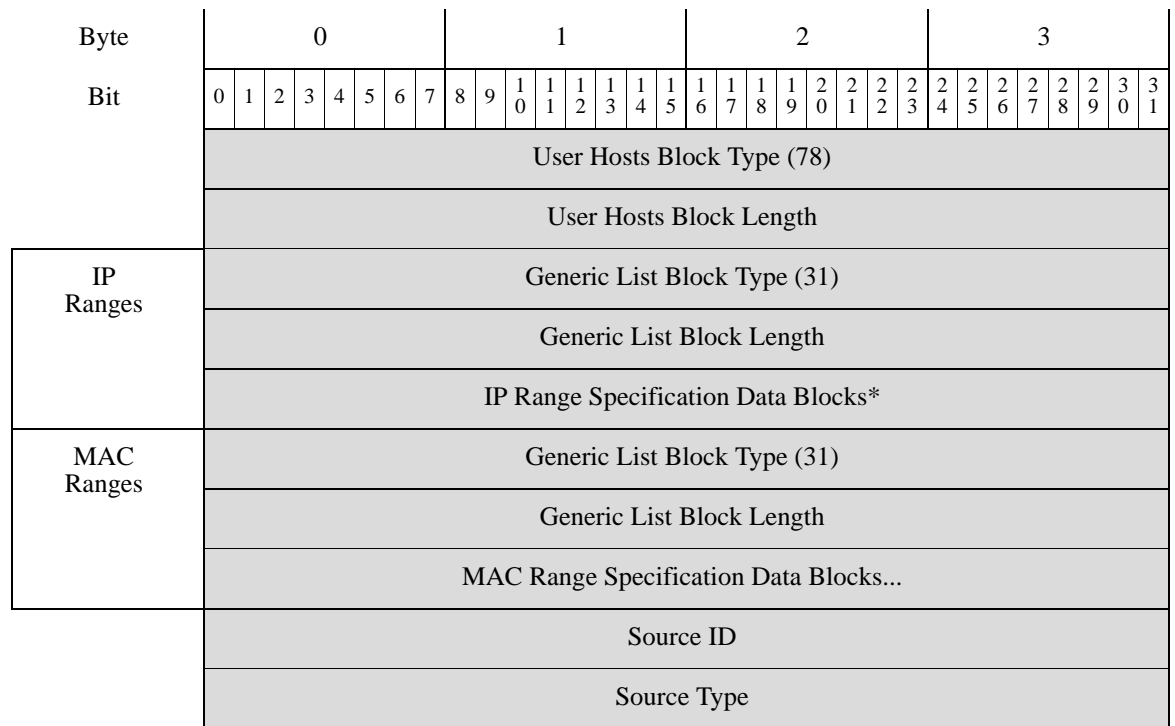 Byte 0 1 2 3
Bit 0 1 2 3 4 5 6 7 8 9 10 11 12 13 14 15 16 17 18 19 20 21 22 23 24 25 26 27 28 29 30 31
User Hosts Block Type (78)
User Hosts Block Length
IP
Ranges
Generic List Block Type (31)
Generic List Block Length
IP Range Specification Data Blocks*
MAC
Ranges
Generic List Block Type (31)
Generic List Block Length
MAC Range Specification Data Blocks...
Source ID
Source Type